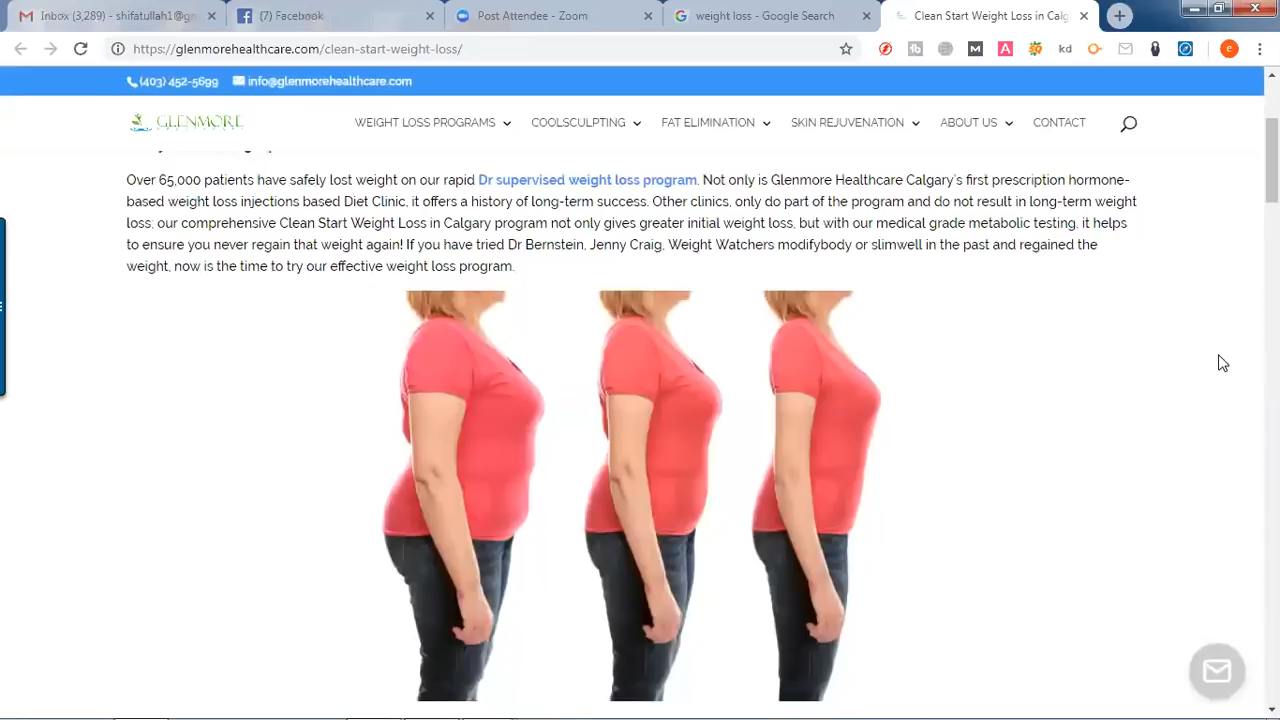 Inbox (3,289) - shifatullah1@gm
(7) Facebook
Post Attendee - Zoom
weight loss - Google Search
Clean Start Weight Loss in Calg
https://glenmorehealthcare.com/clean-start-weight-loss/
kd
(403) 452-5699
info@glenmorehealthcare.com
GLENMORE
WEIGHT LOSS PROGRAMS
COOLSCULPTING
FAT ELIMINATION
SKIN REJUVENATION
ABOUT US
CONTACT
Over 65,000 patients have safely lost weight on our rapid Dr supervised weight loss program. Not only is Glenmore Healthcare Calgary's first prescription hormone-
based weight loss injections based Diet Clinic, it offers a history of long-term success. Other clinics, only do part of the program and do not result in long-term weight
loss; our comprehensive Clean Start Weight Loss in Calgary program not only gives greater initial weight loss, but with our medical grade metabolic testing, it helps
to ensure you never regain that weight again! If you have tried Dr Bernstein, Jenny Craig, Weight Watchers modifybody or slimwell in the past and regained the
weight, now is the time to try our effective weight loss program.